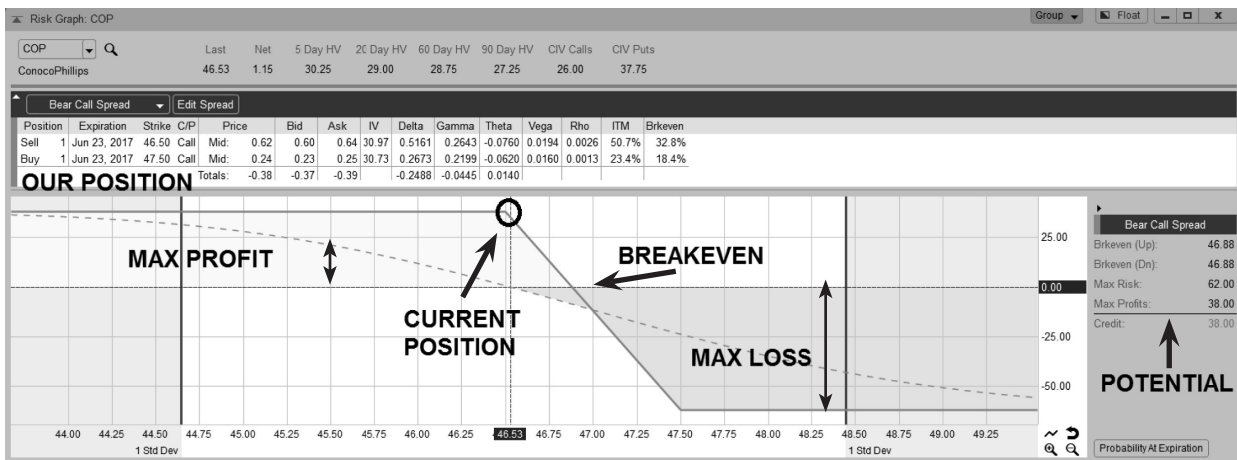 Risk Graph: COP Group Float X
COP Last Net 5 Day HV 20 Day HV 60 Day HV 90 Day HV CIV Calls CIV Puts
ConocoPhillips 46.53 1.15 30.25 29.00 28.75 27.25 26.00 37.75
Bear Call Spread Edit Spread
Position Expiration Strike C/P Price Bid Ask IV Delta Gamma Theta Vega Rho ITM Brkeven
Sell 1 Jun 23, 2017 46.50 Call Mid: 0.62 0.60 0.64 30.97 0.5161 0.2643 -0.0760 0.0194 0.0026 50.7% 32.8%
Buy 1 Jun 23, 2017 47.50 Call Mid: 0.24 0.23 0.25 30.73 0.2673 0.2199 -0.0620 0.0160 0.0013 23.4% 18.4%
OUR POSITION Totals: -0.38 -0.37 -0.39 -0.2488 -0.0445 0.0140
Bear Call Spread
25.00
Brkeven (Up): 46.88
MAX PROFIT
BREAKEVEN
Brkeven (Dn): 46.88
0.00
Max Risk: 62.00
Max Profits: 38.00
CURRENT
POSITION
Credit: 38.00
-25.00
MAX LOSS
-50.00
POTENTIAL
44.00 44.25 44.50 44.75 45.00 45.25 45.50 45.75 46.00 46.25 46.53 46.75 47.00 47.25 47.50 47.75 48.00 48.25 48.50 48.75 49.00 49.25
1 Std Dev 1 Std Dev
Probability At Expiration